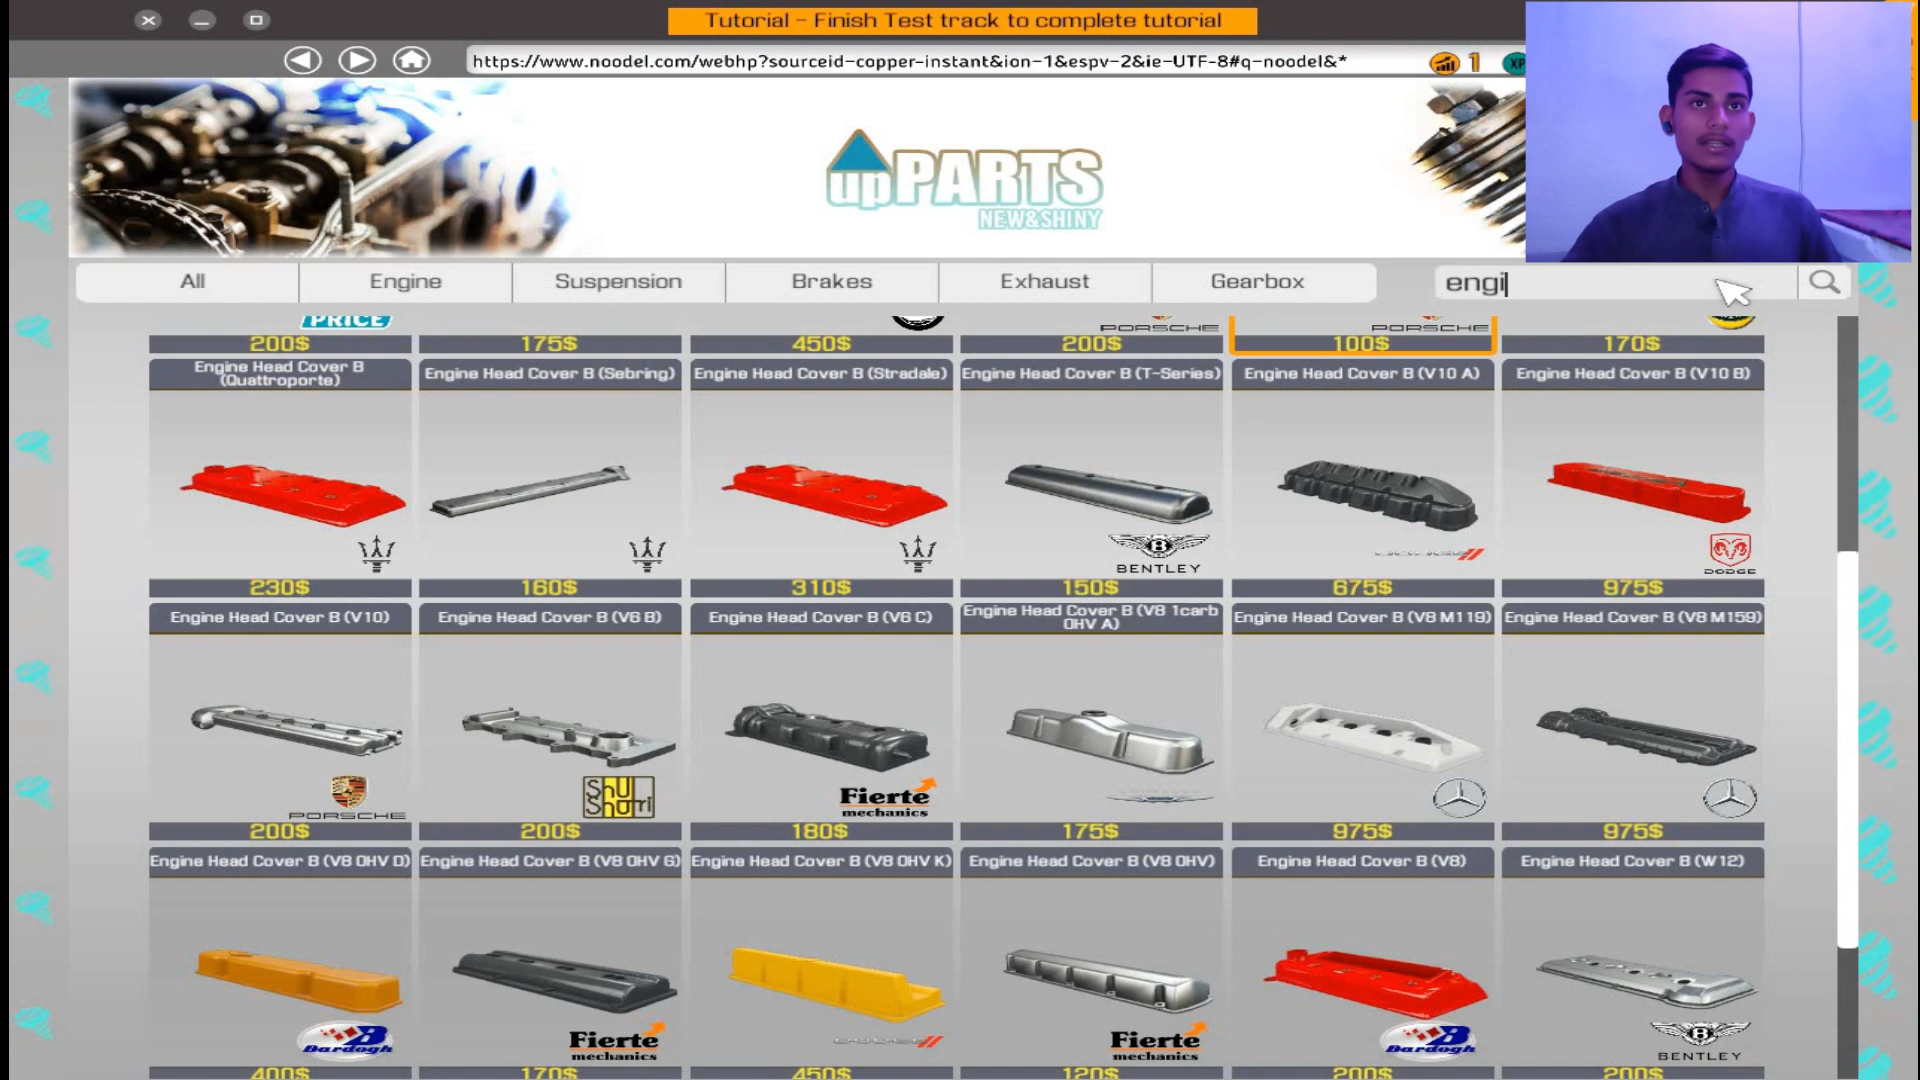 Tutorial - Finish Test track to complete tutorial
https://www.noodel.com/webhp?sourceid-copper-instant&ion-1&espv-2&ie-UTF-8#q-noodel&*
1
XP
upPARTS
NEW&SHINY
All Engine Suspension Brakes Exhaust Gearbox engi
PRICE PORSCHE PORSCHE
200$ 175$ 450$ 200$ 100$ 170$
Engine Head Cover B (Quattroporte) Engine Head Cover B (Sebring) Engine Head Cover B (Stradale) Engine Head Cover B (T-Series) Engine Head Cover B (V10 A) Engine Head Cover B (V10 B)
BENTLEY DODGE
230$ 160$ 310$ 150$ 675$ 975$
Engine Head Cover B (V10) Engine Head Cover B (V6 B) Engine Head Cover B (V6 C) Engine Head Cover B (V8 1carb OHV A) Engine Head Cover B (V8 M119) Engine Head Cover B (V8 M159)
PORSCHE Shu Shori Fierte mechanics
200$ 200$ 180$ 175$ 975$ 975$
Engine Head Cover B (V8 OHV D) Engine Head Cover B (V8 OHV G) Engine Head Cover B (V8 OHV K) Engine Head Cover B (V8 OHV) Engine Head Cover B (V8) Engine Head Cover B (W12)
Bardogh Fierte mechanics Fierte mechanics Bardogh BENTLEY
400$ 170$ 450$ 120$ 200$ 200$